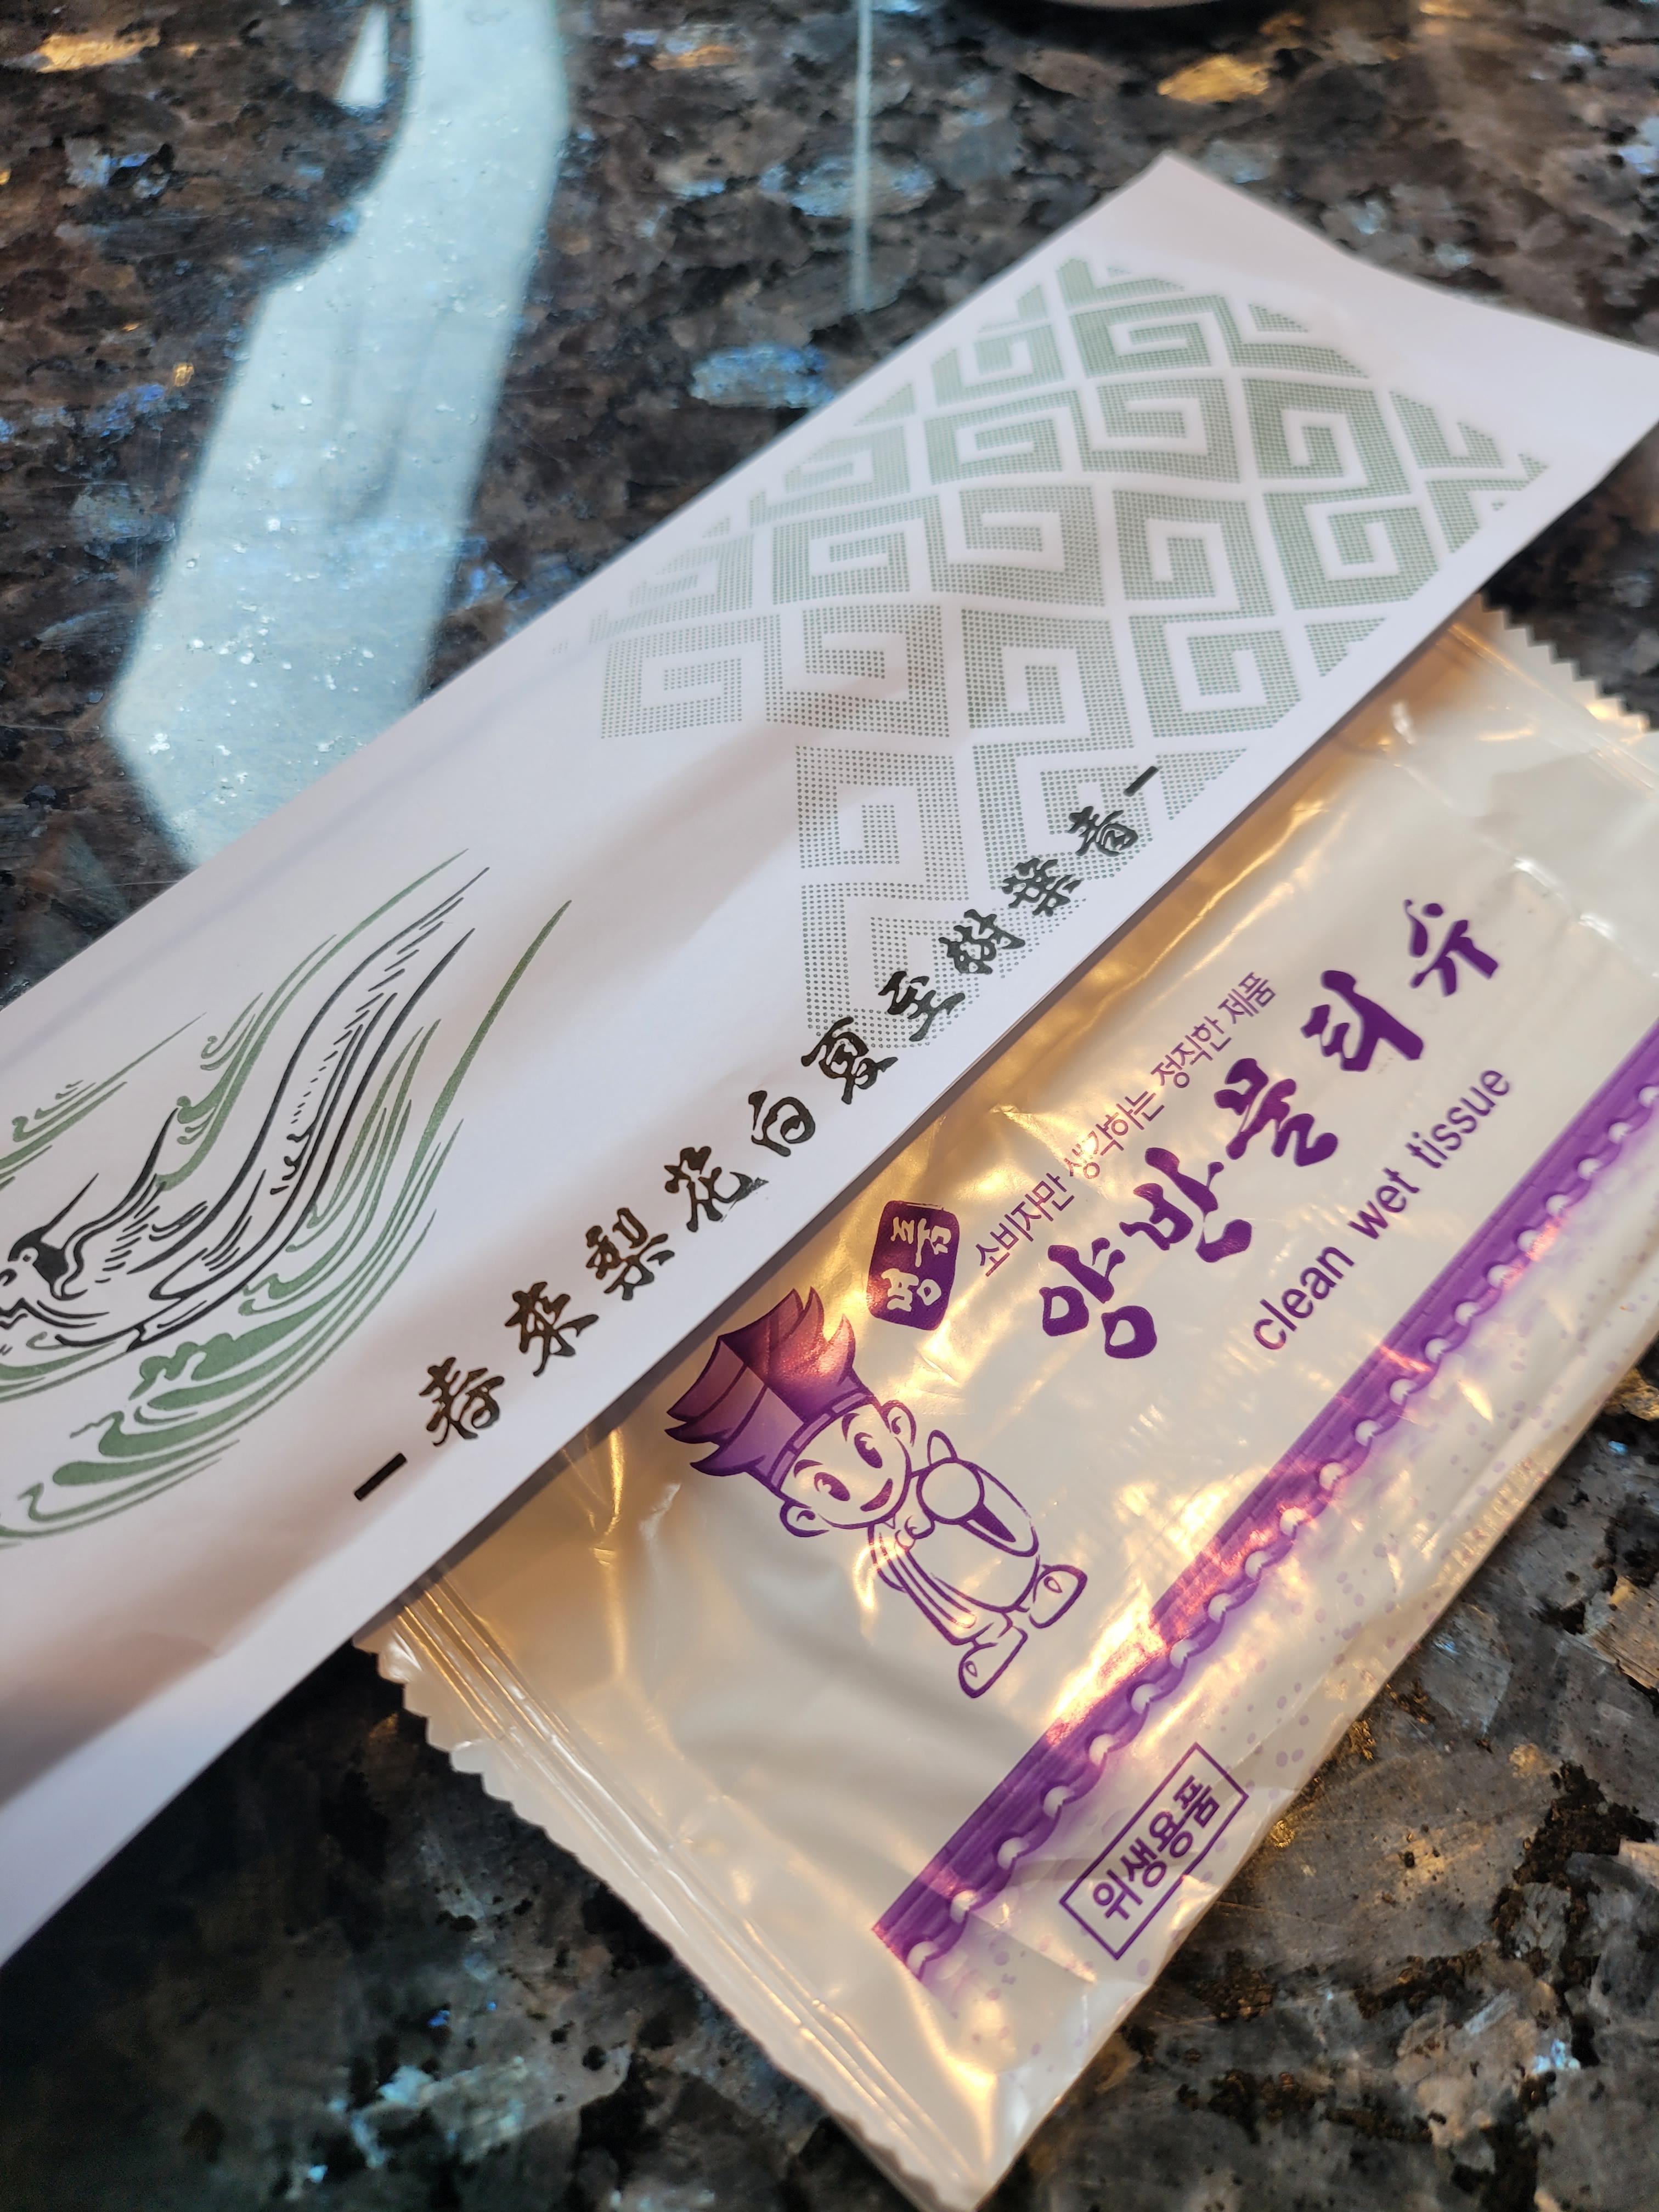 春來梨花白夏至樹葉靑
명품
소비자만 생각하는 정직한 제품
양반물티슈
clean wet tissue
위생용품